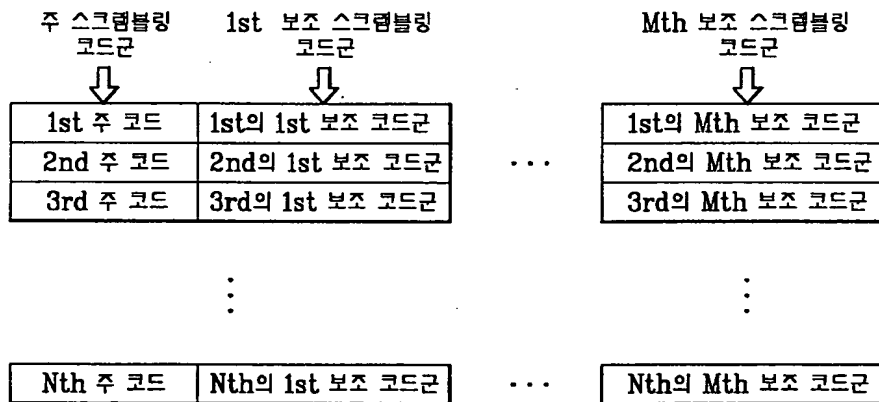 주 스크램블링 코드군
1st 보조 스크램블링 코드군
Mth 보조 스크램블링 코드군
1st 주 코드 1st의 1st 보조 코드군 ... 1st의 Mth 보조 코드군
2nd 주 코드 2nd의 1st 보조 코드군 2nd의 Mth 보조 코드군
3rd 주 코드 3rd의 1st 보조 코드군 3rd의 Mth 보조 코드군
Nth 주 코드 Nth의 1st 보조 코드군 ... Nth의 Mth 보조 코드군